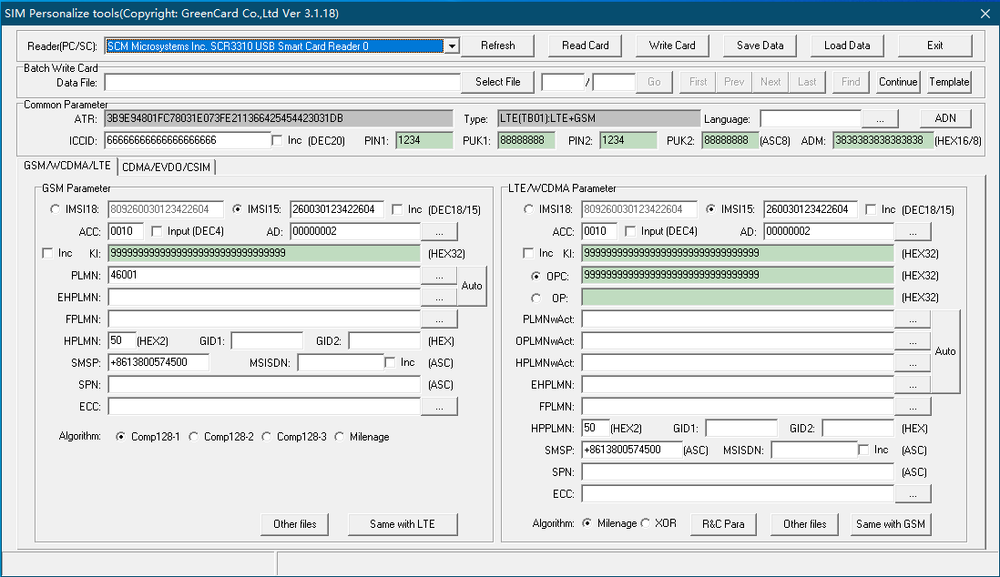 SIM Personalize tools(Copyright: GreenCard Co.,Ltd Ver 3.1.18)
Reader(PC/SC): SCM Microsystems Inc. SCR3310 USB Smart Card Reader 0 Refresh Read Card Write Card Save Data Load Data Exit
Batch Write Card
Data File: Select File / Go First Prev Next Last Find Continue Template
Common Parameter
ATR: 3B9E94801FC78031E073FE211366425454423031DB Type: LTE(TB01):LTE+GSM Language: ... ADN
ICCID: 66666666666666666666 Inc (DEC20) PIN1: 1234 PUK1: 88888888 PIN2: 1234 PUK2: 88888888 (ASC8) ADM: 3838383838383838 (HEX16/8)
GSM/WCDMA/LTE CDMA/EVDO/CSIM
GSM Parameter
IMSI18: 809260030123422604 IMSI15: 260030123422604 Inc (DEC18/15)
ACC: 0010 Input (DEC4) AD: 00000002 ...
Inc KI: 99999999999999999999999999999999 (HEX32)
PLMN: 46001 ...
Auto
EHPLMN: ...
FPLMN: ...
HPLMN: 50 (HEX2) GID1: GID2: (HEX)
SMSP: +8613800574500 MSISDN: Inc (ASC)
SPN: (ASC)
ECC: ...
Algorithm: Comp128-1 Comp128-2 Comp128-3 Milenage
Other files Same with LTE
LTE/WCDMA Parameter
IMSI18: 809260030123422604 IMSI15: 260030123422604 Inc (DEC18/15)
ACC: 0010 Input (DEC4) AD: 00000002 ...
Inc KI: 99999999999999999999999999999999 (HEX32)
OPC: 99999999999999999999999999999999 (HEX32)
OP: (HEX32)
PLMNwAct: ...
OPLMNwAct: ...
Auto
HPLMNwAct: ...
EHPLMN: ...
FPLMN: ...
HPPLMN: 50 (HEX2) GID1: GID2: (HEX)
SMSP: +8613800574500 (ASC) MSISDN: Inc (ASC)
SPN: (ASC)
ECC: ...
Algorithm: Milenage XOR R&C Para Other files Same with GSM